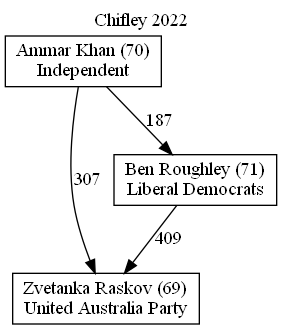 Chifley 2022
Ammar Khan (70)
Independent
187
Ben Roughley (71)
Liberal Democrats
307
409
Zvetanka Raskov (69)
United Australia Party